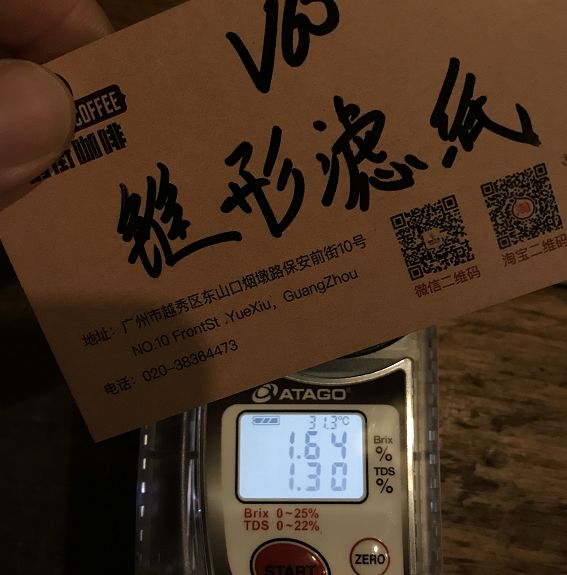 V60
COFFEE
咖啡
锥形滤纸
地址：广州市越秀区东山口烟墩路保安前街10号
NO.10 FrontSt .YueXiu，GuangZhou
电话：020-38364473
微信二维码
淘
淘宝二维码
ATAGO
31.3℃
1.64 Brix %
1.30 TDS %
Brix 0~25%
TDS 0~22%
START
ZERO